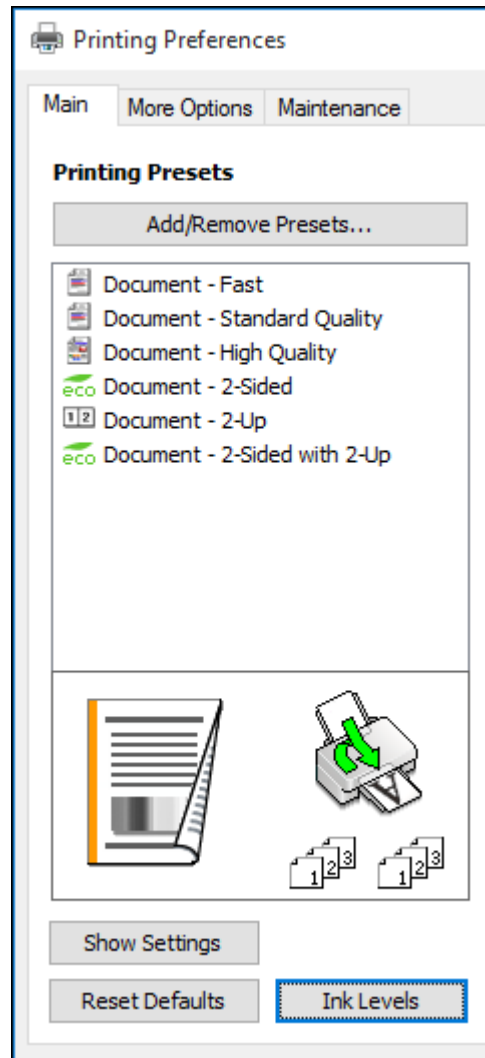 Printing Preferences
Main More Options Maintenance
Printing Presets
Add/Remove Presets...
Document - Fast
Document - Standard Quality
Document - High Quality
eco Document - 2-Sided
1 2 Document - 2-Up
eco Document - 2-Sided with 2-Up
A
1 2 3 1 2 3
Show Settings
Reset Defaults Ink Levels